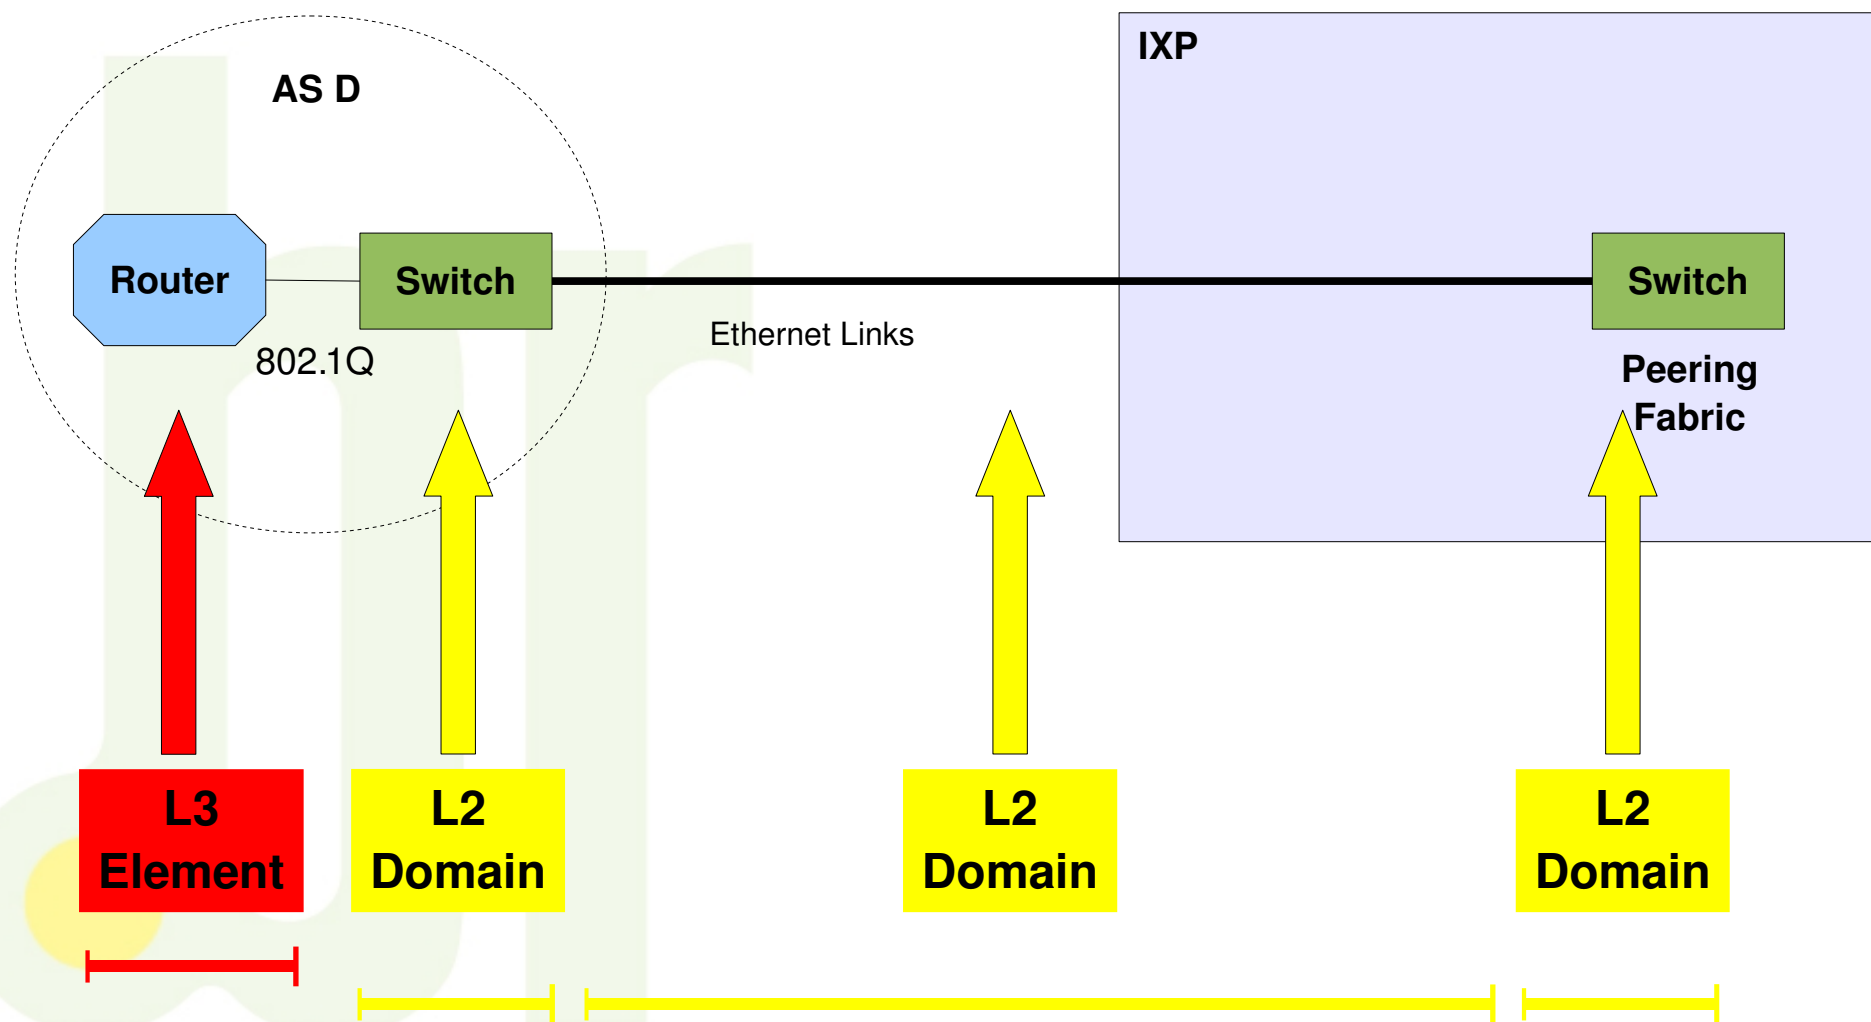 IXP
AS D
Router
Switch
Switch
Ethernet Links
802.1Q
Peering
Fabric
L3
Element
L2
Domain
L2
Domain
L2
Domain